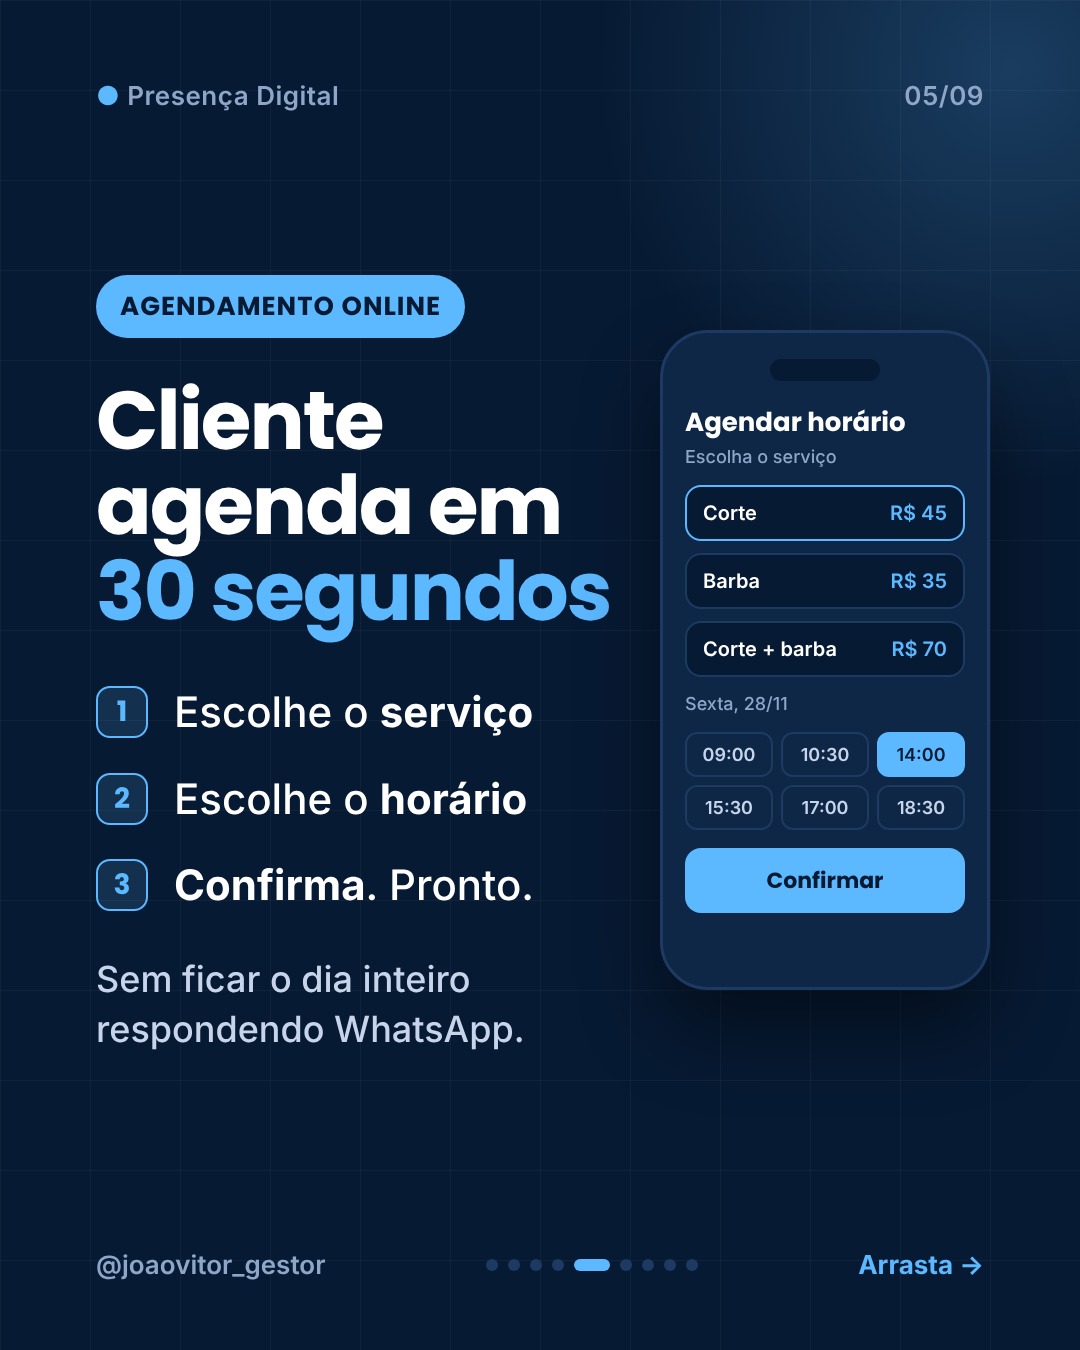 Presença Digital
05/09
AGENDAMENTO ONLINE
Cliente
agenda em
30 segundos
1 Escolhe o serviço
2 Escolhe o horário
3 Confirma. Pronto.
Sem ficar o dia inteiro
respondendo WhatsApp.
Agendar horário
Escolha o serviço
Corte R$ 45
Barba R$ 35
Corte + barba R$ 70
Sexta, 28/11
09:00 10:30 14:00
15:30 17:00 18:30
Confirmar
@joaovitor_gestor
Arrasta →